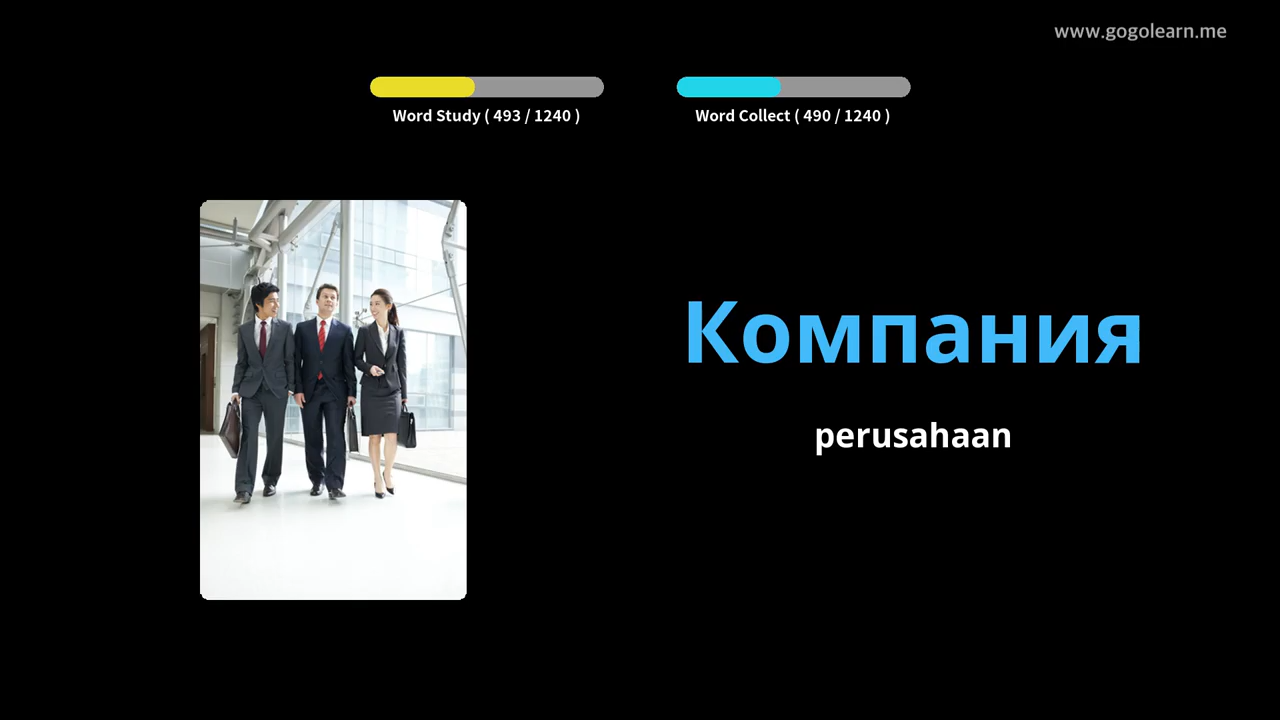 www.gogolearn.me
Word Study ( 493 / 1240 )
Word Collect ( 490 / 1240 )
Компания
perusahaan